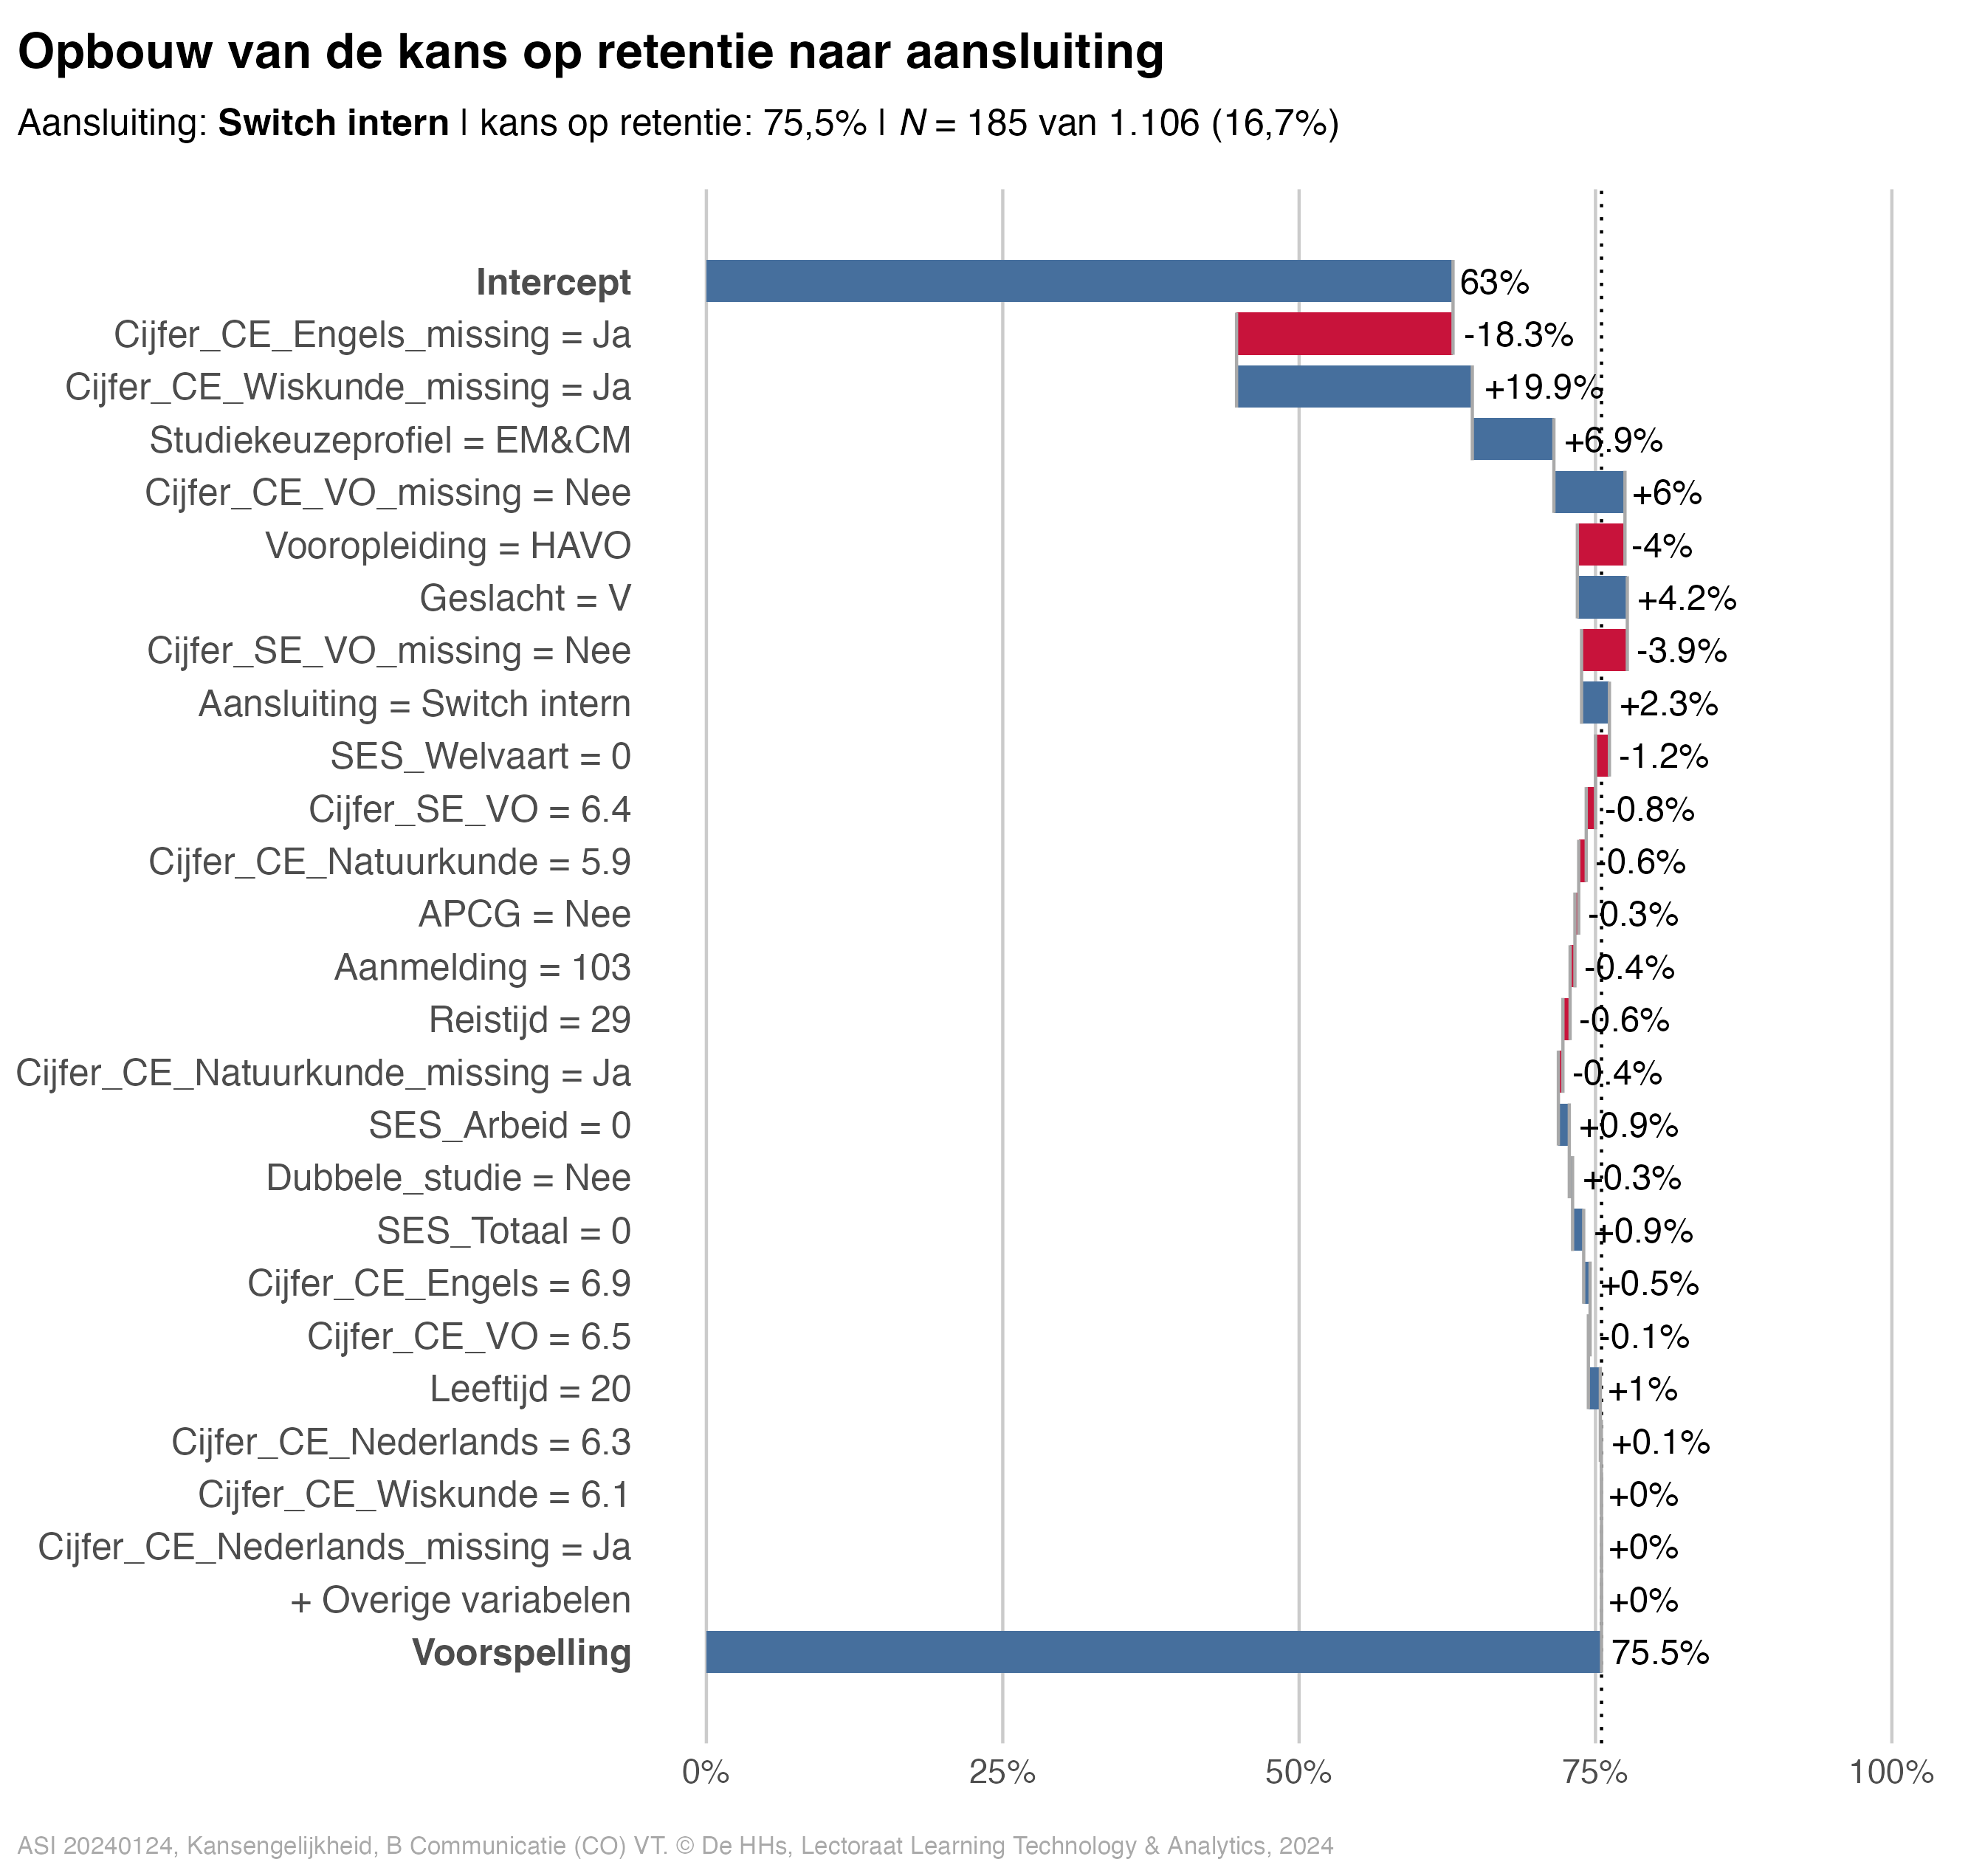 Opbouw van de kans op retentie naar aansluiting
Aansluiting: Switch intern | kans op retentie: 75,5% | N = 185 van 1.106 (16,7%)
Intercept 63%
Cijfer_CE_Engels_missing = Ja -18.3%
Cijfer_CE_Wiskunde_missing = Ja +19.9%
Studiekeuzeprofiel = EM&CM +6.9%
Cijfer_CE_VO_missing = Nee +6%
Vooropleiding = HAVO -4%
Geslacht = V +4.2%
Cijfer_SE_VO_missing = Nee -3.9%
Aansluiting = Switch intern +2.3%
SES_Welvaart = 0 -1.2%
Cijfer_SE_VO = 6.4 -0.8%
Cijfer_CE_Natuurkunde = 5.9 -0.6%
APCG = Nee -0.3%
Aanmelding = 103 -0.4%
Reistijd = 29 -0.6%
Cijfer_CE_Natuurkunde_missing = Ja -0.4%
SES_Arbeid = 0 +0.9%
Dubbele_studie = Nee +0.3%
SES_Totaal = 0 +0.9%
Cijfer_CE_Engels = 6.9 +0.5%
Cijfer_CE_VO = 6.5 -0.1%
Leeftijd = 20 +1%
Cijfer_CE_Nederlands = 6.3 +0.1%
Cijfer_CE_Wiskunde = 6.1 +0%
Cijfer_CE_Nederlands_missing = Ja +0%
+ Overige variabelen +0%
Voorspelling 75.5%
0% 25% 50% 75% 100%
ASI 20240124, Kansengelijkheid, B Communicatie (CO) VT. © De HHs, Lectoraat Learning Technology & Analytics, 2024